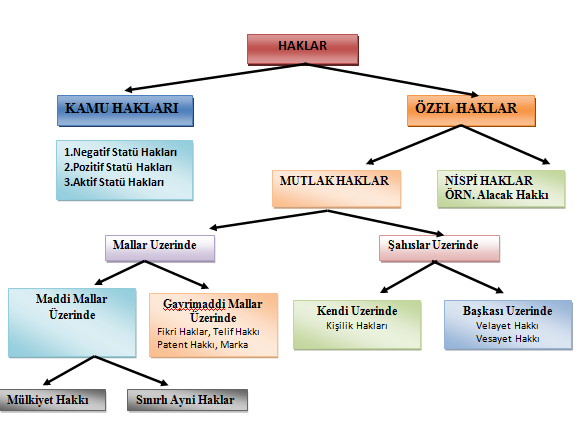 HAKLAR
KAMU HAKLARI
ÖZEL HAKLAR
1.Negatif Statü Hakları
2.Pozitif Statü Hakları
3.Aktif Statü Hakları
MUTLAK HAKLAR
NİSPİ HAKLAR
ÖRN. Alacak Hakkı
Mallar Uzerinde
Şahıslar Uzerinde
Maddi Mallar
Üzerinde
Gayrimaddi Mallar
Üzerinde
Fikri Haklar, Telif Hakkı
Patent Hakkı, Marka
Kendi Uzerinde
Kişilik Hakları
Başkası Uzerinde
Velayet Hakkı
Vesayet Hakkı
Mülkiyet Hakkı
Sınırlı Ayni Haklar